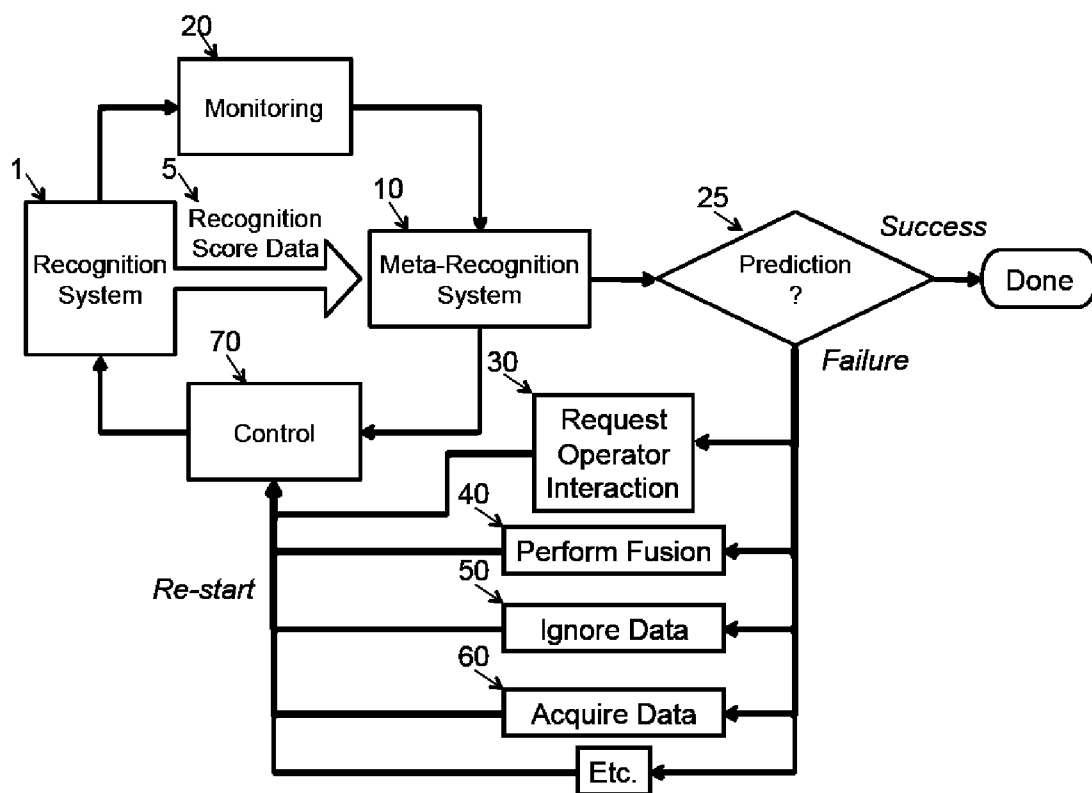 20
Monitoring
1
5
Recognition
Score Data
Recognition
System
10
Meta-Recognition
System
25
Prediction
?
Success
Done
Failure
70
Control
30
Request
Operator
Interaction
40
Perform Fusion
Re-start
50
Ignore Data
60
Acquire Data
Etc.